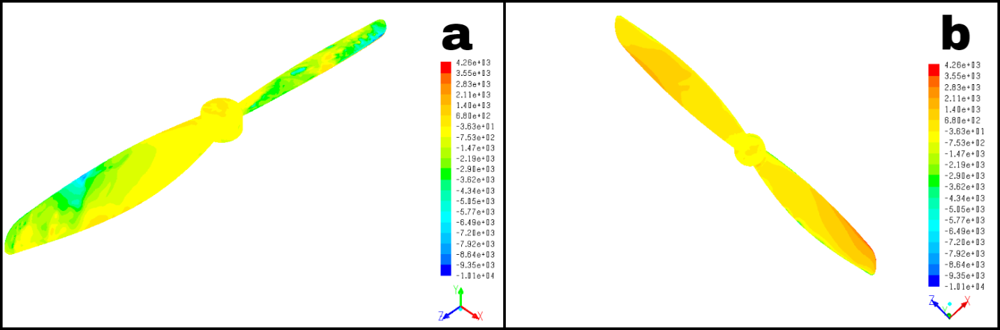 a
4.26e+03
3.55e+03
2.83e+03
2.11e+03
1.40e+03
6.80e+02
-3.63e+01
-7.53e+02
-1.47e+03
-2.19e+03
-2.90e+03
-3.62e+03
-4.34e+03
-5.05e+03
-5.77e+03
-6.49e+03
-7.20e+03
-7.92e+03
-8.64e+03
-9.35e+03
-1.01e+04
Y
Z X
b
4.26e+03
3.55e+03
2.83e+03
2.11e+03
1.40e+03
6.80e+02
-3.63e+01
-7.53e+02
-1.47e+03
-2.19e+03
-2.90e+03
-3.62e+03
-4.34e+03
-5.05e+03
-5.77e+03
-6.49e+03
-7.20e+03
-7.92e+03
-8.64e+03
-9.35e+03
-1.01e+04
Z X
Y